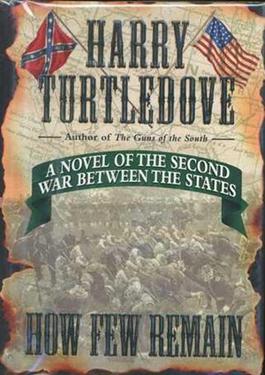 HARRY
TURTLEDOVE
Author of The Guns of the South
A NOVEL OF THE SECOND
WAR BETWEEN THE STATES
HOW FEW REMAIN